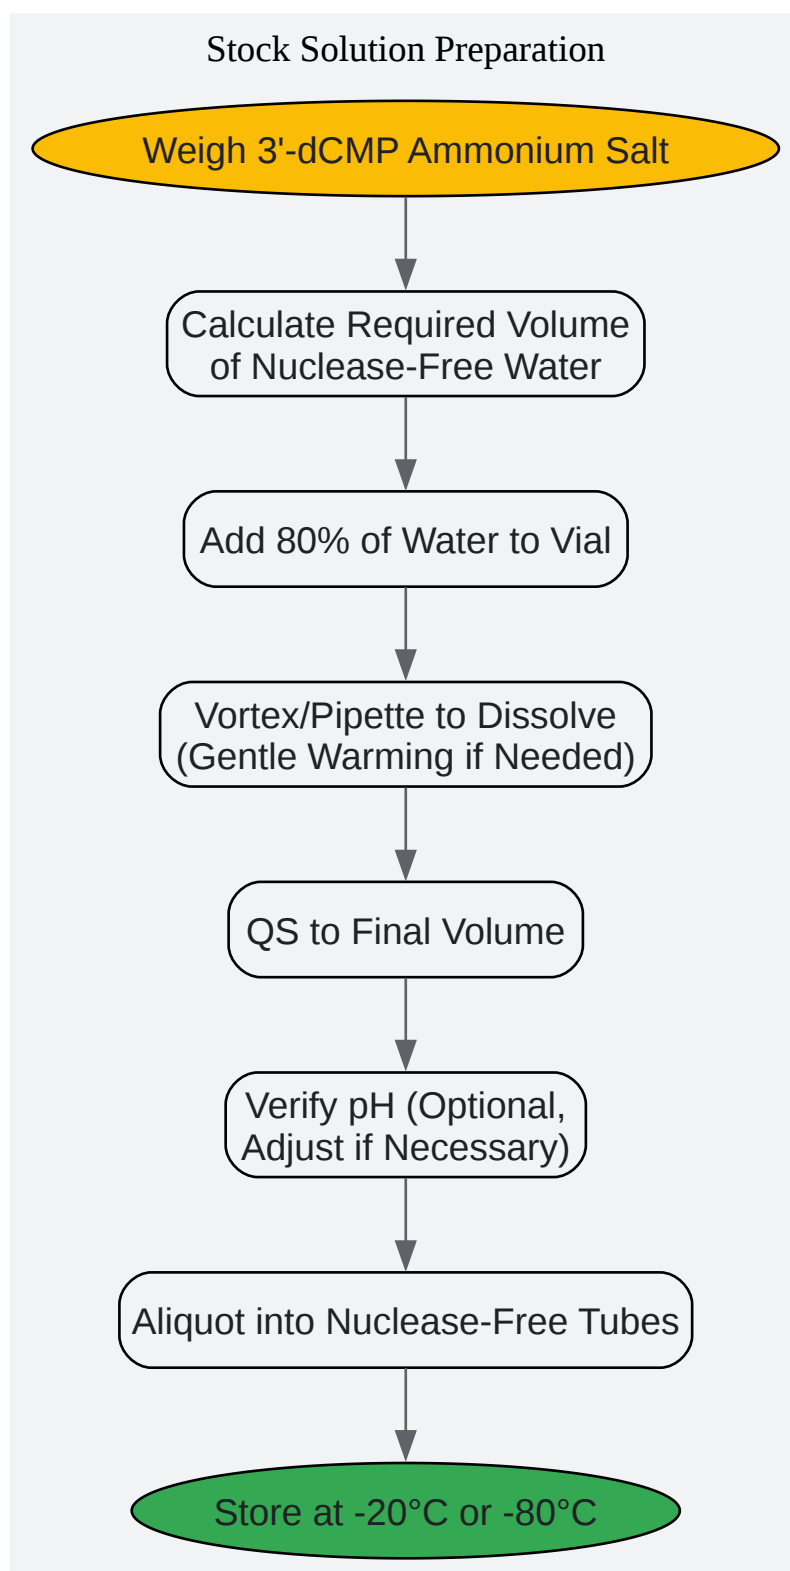 Stock Solution Preparation
Weigh 3'-dCMP Ammonium Salt
Calculate Required Volume
of Nuclease-Free Water
Add 80% of Water to Vial
Vortex/Pipette to Dissolve
(Gentle Warming if Needed)
QS to Final Volume
Verify pH (Optional,
Adjust if Necessary)
Aliquot into Nuclease-Free Tubes
Store at -20°C or -80°C